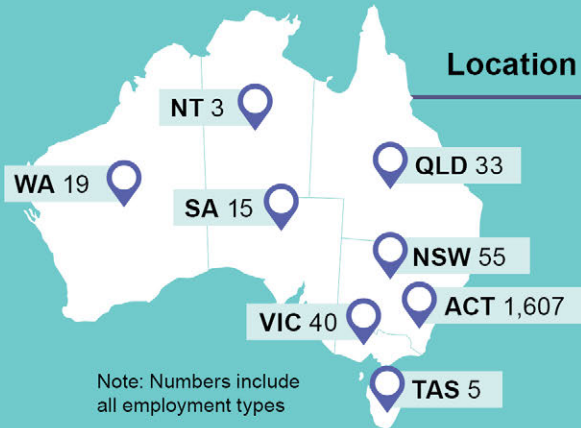 Location
NT 3
QLD 33
WA 19
SA 15
NSW 55
ACT 1,607
VIC 40
TAS 5
Note: Numbers include
all employment types